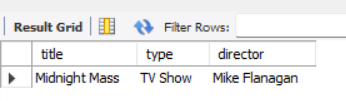 Result Grid Filter Rows:
title type director
Midnight Mass TV Show Mike Flanagan